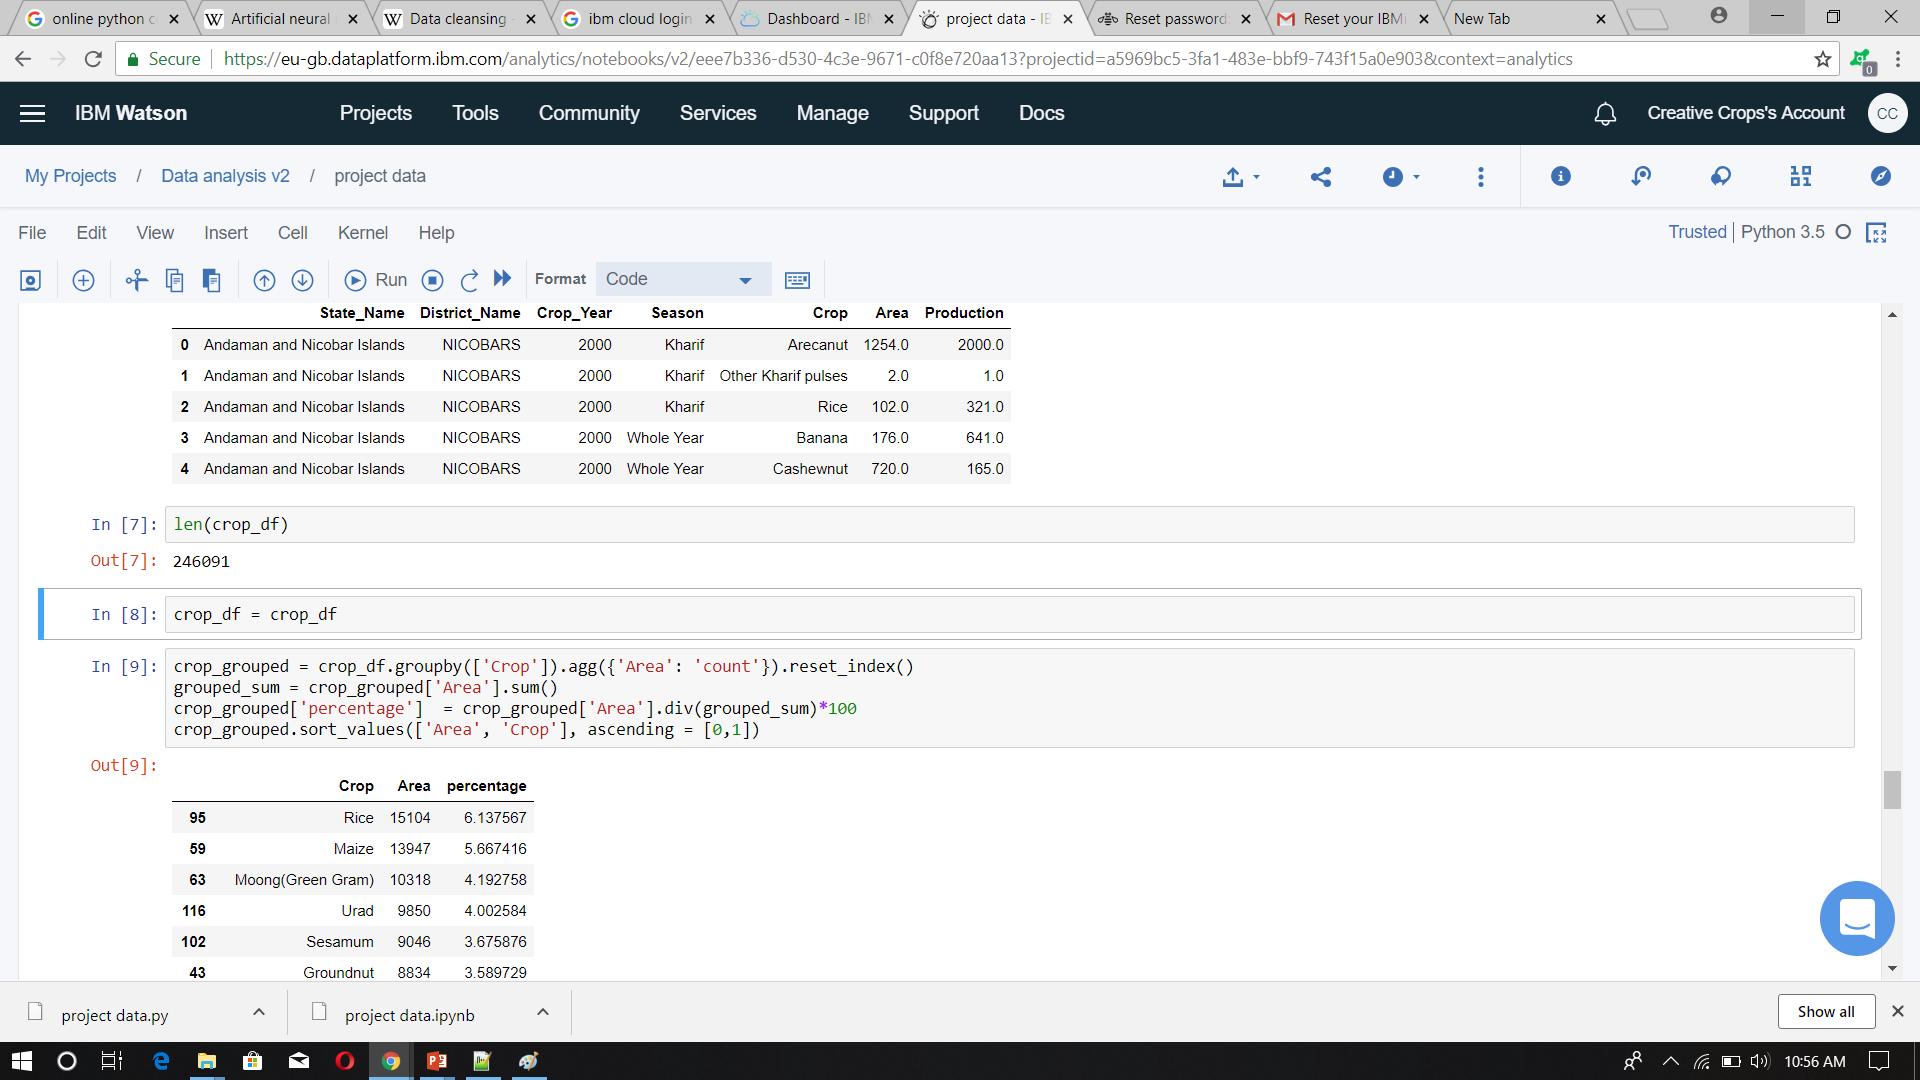 online python c
Artificial neural
Data cleansing
ibm cloud login
Dashboard - IB
project data - IB
Reset password
Reset your IBM
New Tab
Secure
https://eu-gb.dataplatform.ibm.com/analytics/notebooks/v2/eee7b336-d530-4c3e-9671-c0f8e720aa13?projectid=a5969bc5-3fa1-483e-bbf9-743f15a0e903&context=analytics
0
IBM Watson Projects Tools Community Services Manage Support Docs Creative Crops's Account CC
My Projects / Data analysis v2 / project data
File Edit View Insert Cell Kernel Help Trusted | Python 3.5
Run Format Code
State_Name District_Name Crop_Year Season Crop Area Production
0 Andaman and Nicobar Islands NICOBARS 2000 Kharif Arecanut 1254.0 2000.0
1 Andaman and Nicobar Islands NICOBARS 2000 Kharif Other Kharif pulses 2.0 1.0
2 Andaman and Nicobar Islands NICOBARS 2000 Kharif Rice 102.0 321.0
3 Andaman and Nicobar Islands NICOBARS 2000 Whole Year Banana 176.0 641.0
4 Andaman and Nicobar Islands NICOBARS 2000 Whole Year Cashewnut 720.0 165.0
In [7]: len(crop_df)
Out[7]: 246091
In [8]: crop_df = crop_df
In [9]: crop_grouped = crop_df.groupby(['Crop']).agg({'Area': 'count'}).reset_index()
grouped_sum = crop_grouped['Area'].sum()
crop_grouped['percentage']  = crop_grouped['Area'].div(grouped_sum)*100
crop_grouped.sort_values(['Area', 'Crop'], ascending = [0,1])
Out[9]:
Crop Area percentage
95 Rice 15104 6.137567
59 Maize 13947 5.667416
63 Moong(Green Gram) 10318 4.192758
116 Urad 9850 4.002584
102 Sesamum 9046 3.675876
43 Groundnut 8834 3.589729
project data.py
project data.ipynb
Show all
10:56 AM